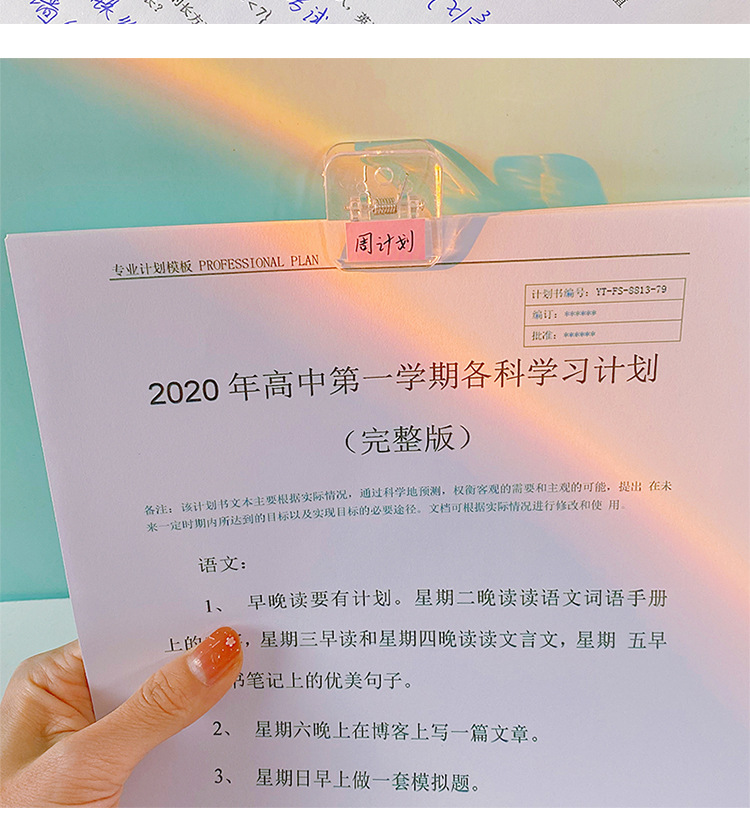 考试
周计划
专业计划模板 PROFESSIONAL PLAN
计划书编号：YT-FS-8813-79
编订：******
批准：******
2020 年高中第一学期各科学习计划
（完整版）
备注：该计划书文本主要根据实际情况，通过科学地预测，权衡客观的需要和主观的可能，提出 在未
来一定时期内所达到的目标以及实现目标的必要途径。文档可根据实际情况进行修改和使 用。
语文：
1、 早晚读要有计划。星期二晚读读语文词语手册
上的 ，星期三早读和星期四晚读读文言文，星期 五早
书笔记上的优美句子。
2、 星期六晚上在博客上写一篇文章。
3、 星期日早上做一套模拟题。